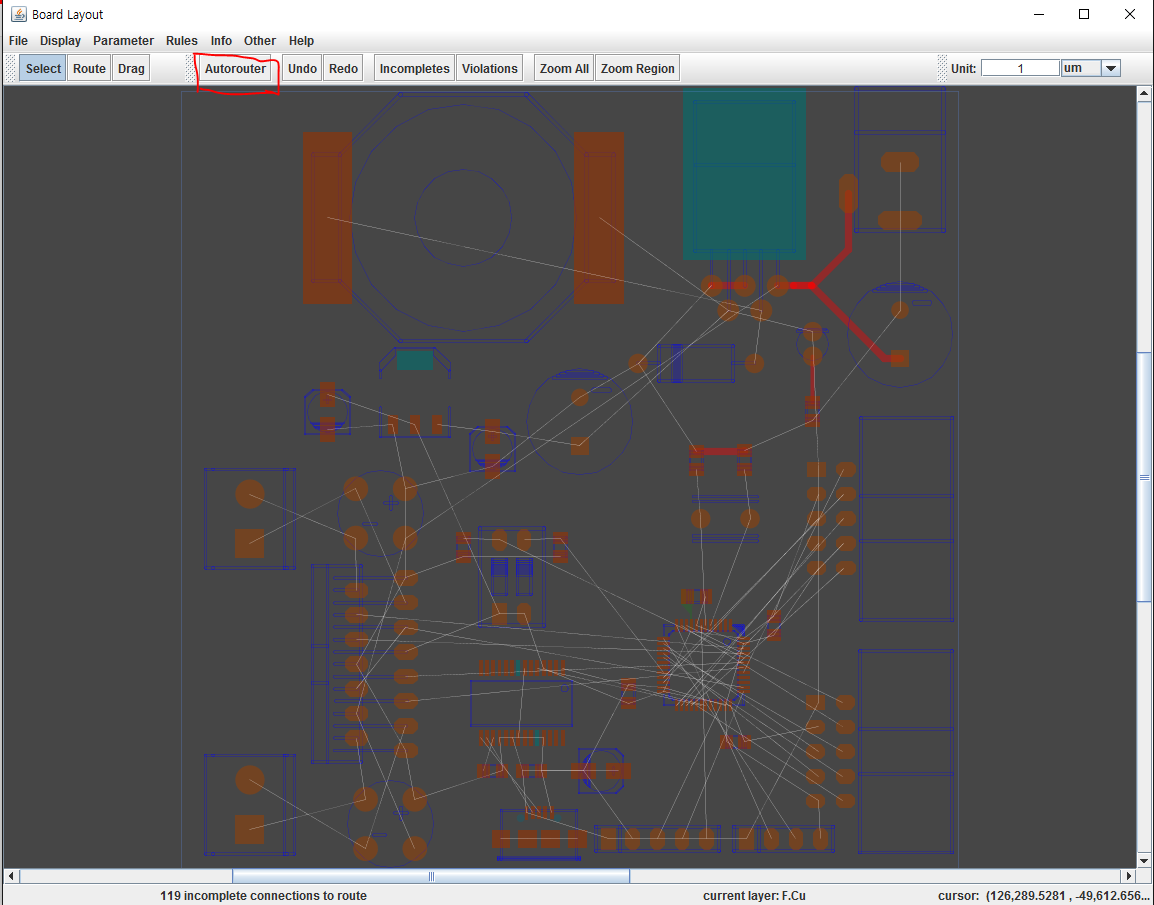 Board Layout
File Display Parameter Rules Info Other Help
Select Route Drag Autorouter Undo Redo Incompletes Violations Zoom All Zoom Region Unit: 1 um
119 incomplete connections to route current layer: F.Cu cursor: (126,289.5281 , -49,612.656...